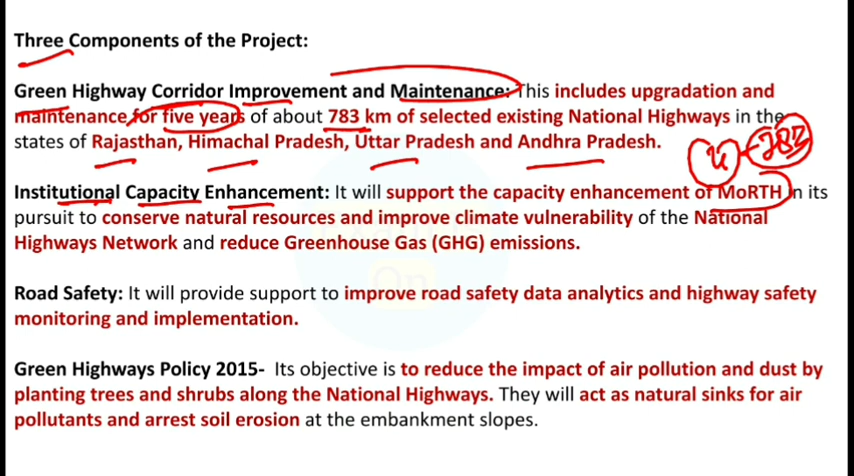 Three Components of the Project:
Green Highway Corridor Improvement and Maintenance: This includes upgradation and
maintenance for five years of about 783 km of selected existing National Highways in the
states of Rajasthan, Himachal Pradesh, Uttar Pradesh and Andhra Pradesh.
4 - 783
Institutional Capacity Enhancement: It will support the capacity enhancement of MoRTH in its
pursuit to conserve natural resources and improve climate vulnerability of the National
Highways Network and reduce Greenhouse Gas (GHG) emissions.
Road Safety: It will provide support to improve road safety data analytics and highway safety
monitoring and implementation.
Green Highways Policy 2015- Its objective is to reduce the impact of air pollution and dust by
planting trees and shrubs along the National Highways. They will act as natural sinks for air
pollutants and arrest soil erosion at the embankment slopes.